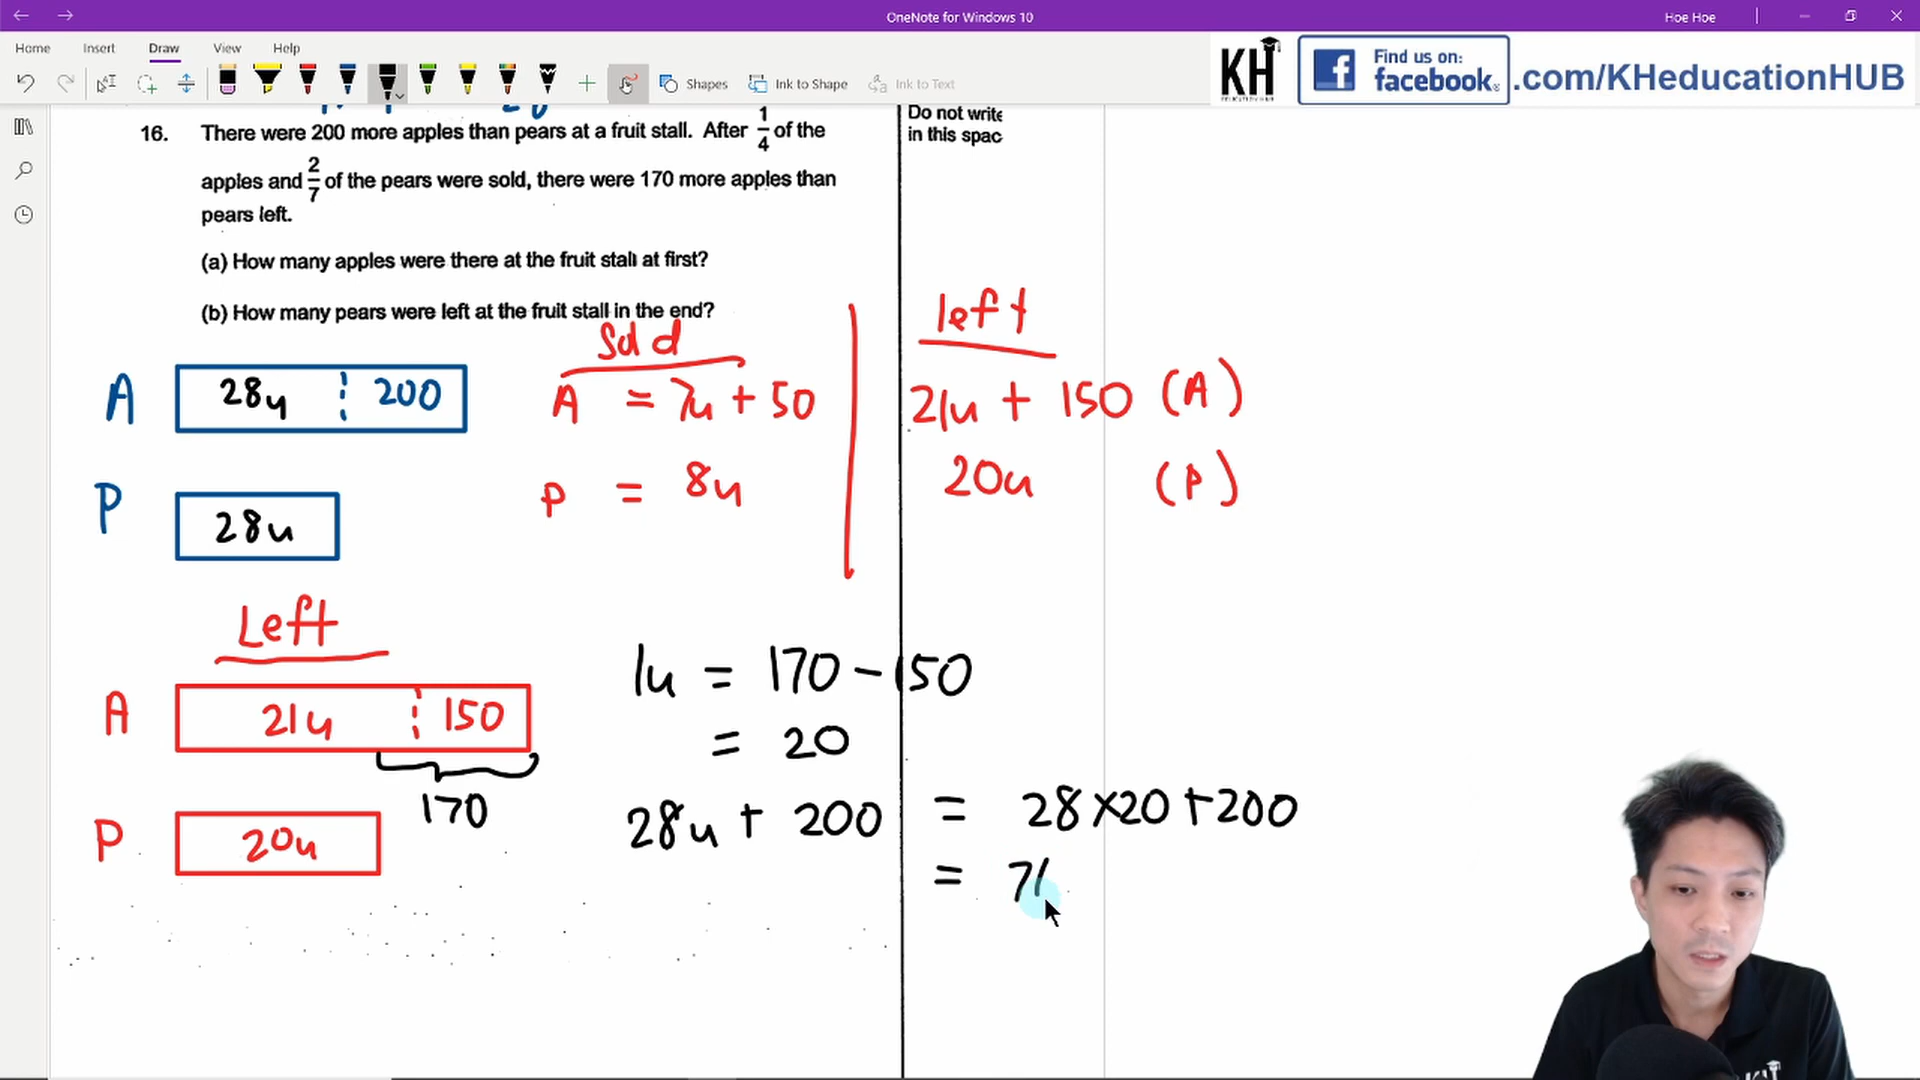 OneNote for Windows 10
Hoe Hoe
Home Insert Draw View Help
Shapes
Ink to Shape
Ink to Text
KH
EDUCATION HUB
Find us on:
facebook.
.com/KHeducationHUB
16. There were 200 more apples than pears at a fruit stall. After 1/4 of the
apples and 2/7 of the pears were sold, there were 170 more apples than
pears left.
(a) How many apples were there at the fruit stall at first?
(b) How many pears were left at the fruit stall in the end?
Do not write
in this spac
A 28u 200
P 28u
Sold
A = 7u + 50
P = 8u
left
21u + 150 (A)
20u (P)
Left
A 21u 150
170
P 20u
1u = 170 - 150
= 20
28u + 200 = 28 x 20 + 200
= 7